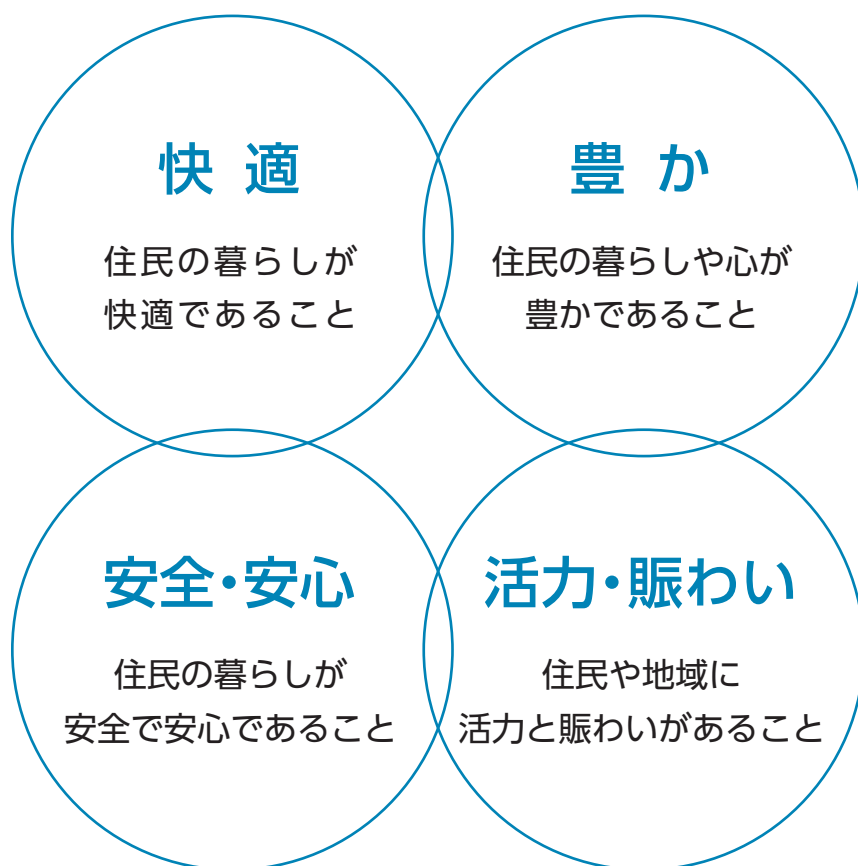 快適
住民の暮らしが
快適であること
豊か
住民の暮らしや心が
豊かであること
安全・安心
住民の暮らしが
安全で安心であること
活力・賑わい
住民や地域に
活力と賑わいがあること